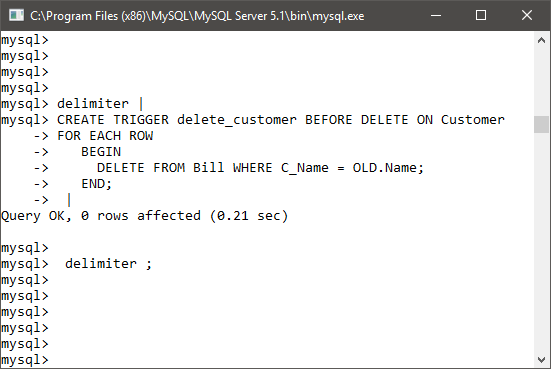 C:\Program Files (x86)\MySQL\MySQL Server 5.1\bin\mysql.exe
mysql>
mysql>
mysql>
mysql>
mysql> delimiter |
mysql> CREATE TRIGGER delete_customer BEFORE DELETE ON Customer
    -> FOR EACH ROW
    ->    BEGIN
    ->      DELETE FROM Bill WHERE C_Name = OLD.Name;
    ->    END;
    ->  |
Query OK, 0 rows affected (0.21 sec)
mysql>
mysql>  delimiter ;
mysql>
mysql>
mysql>
mysql>
mysql>
mysql>